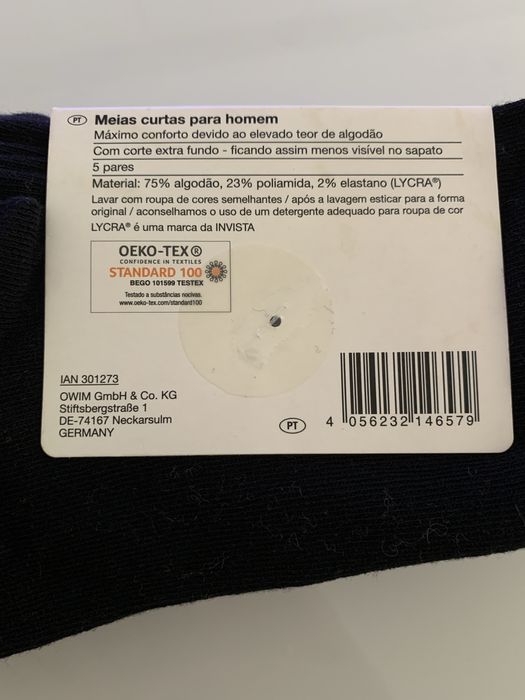 PT Meias curtas para homem
Máximo conforto devido ao elevado teor de algodão
Com corte extra fundo - ficando assim menos visível no sapato
5 pares
Material: 75% algodão, 23% poliamida, 2% elastano (LYCRA®)
Lavar com roupa de cores semelhantes / após a lavagem esticar para a forma
original / aconselhamos o uso de um detergente adequado para roupa de cor
LYCRA® é uma marca da INVISTA
OEKO-TEX®
CONFIDENCE IN TEXTILES
STANDARD 100
BEGO 101599 TESTEX
Testado a substâncias nocivas.
www.oeko-tex.com/standard100
IAN 301273
OWIM GmbH & Co. KG
Stiftsbergstraße 1
DE-74167 Neckarsulm
GERMANY
PT
4 056232 146579